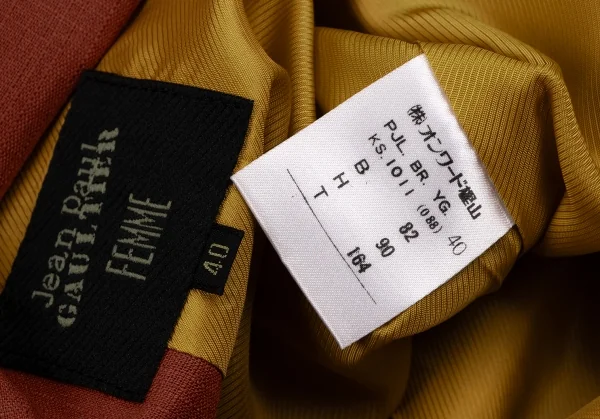 Jean Paul
GAULTIER
FEMME
40
(株)オンワード樫山
PJL. BR. YG.
KS.1011 (088) 40
B 82
H 90
T 164